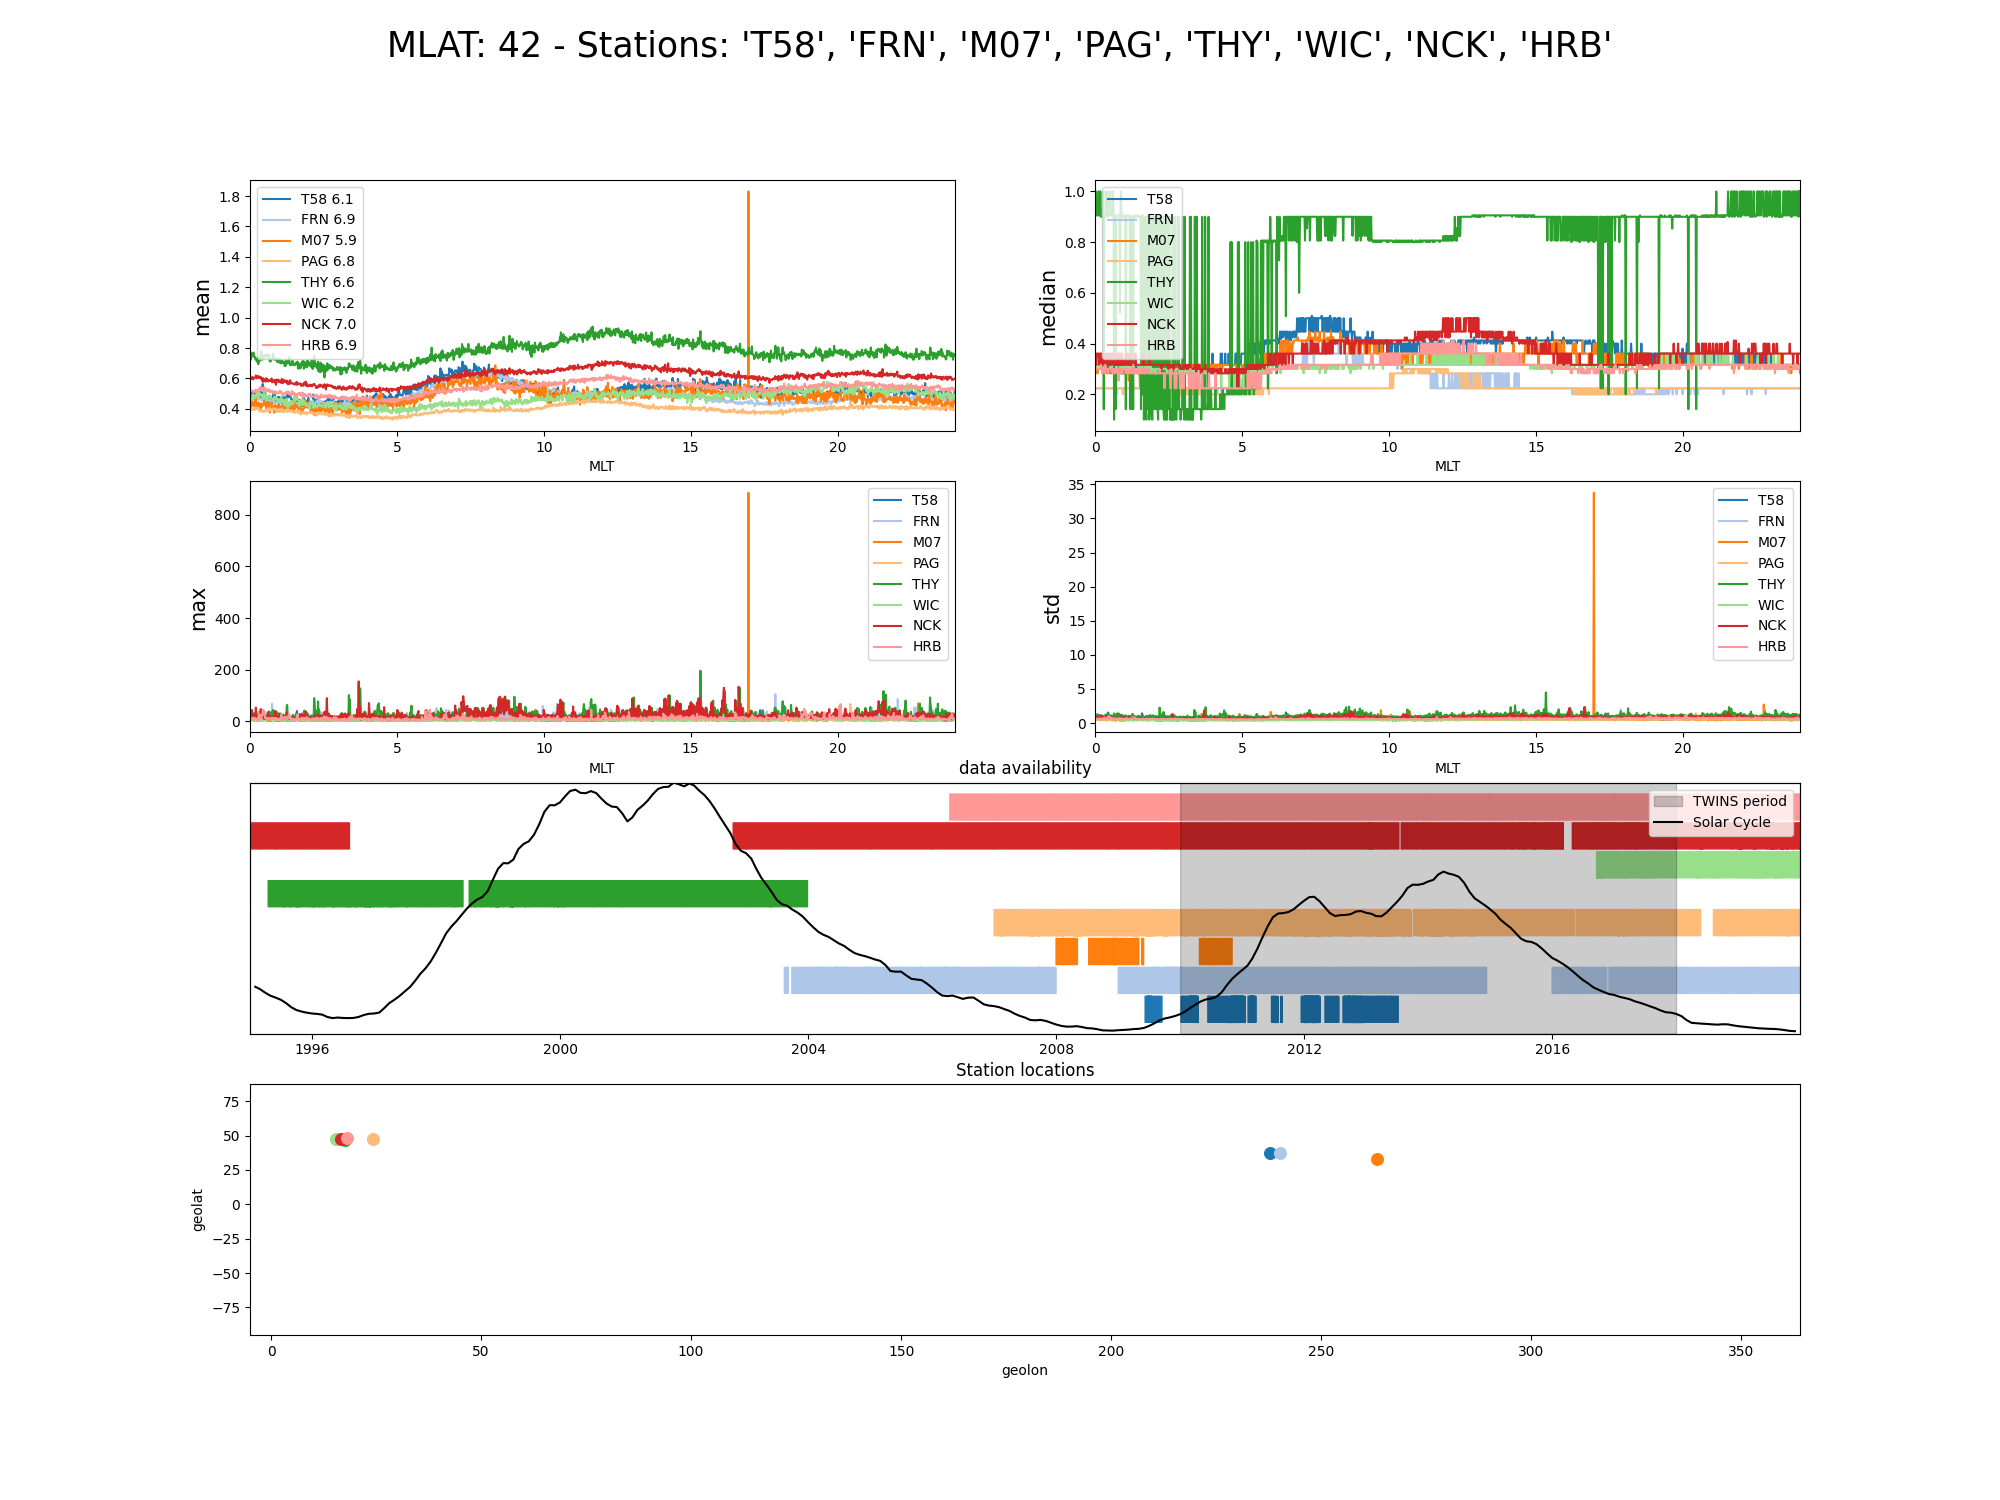 MLAT: 42 - Stations: 'T58', 'FRN', 'M07', 'PAG', 'THY', 'WIC', 'NCK', 'HRB'
mean
1.8
1.6
1.4
1.2
1.0
0.8
0.6
0.4
T58 6.1
FRN 6.9
M07 5.9
PAG 6.8
THY 6.6
WIC 6.2
NCK 7.0
HRB 6.9
0 5 10 15 20
MLT
median
1.0
0.8
0.6
0.4
0.2
T58
FRN
M07
PAG
THY
WIC
NCK
HRB
0 5 10 15 20
MLT
max
800
600
400
200
0
T58
FRN
M07
PAG
THY
WIC
NCK
HRB
0 5 10 15 20
MLT
std
35
30
25
20
15
10
5
0
T58
FRN
M07
PAG
THY
WIC
NCK
HRB
0 5 10 15 20
MLT
data availability
TWINS period
Solar Cycle
1996 2000 2004 2008 2012 2016
Station locations
geolat
75
50
25
0
−25
−50
−75
0 50 100 150 200 250 300 350
geolon